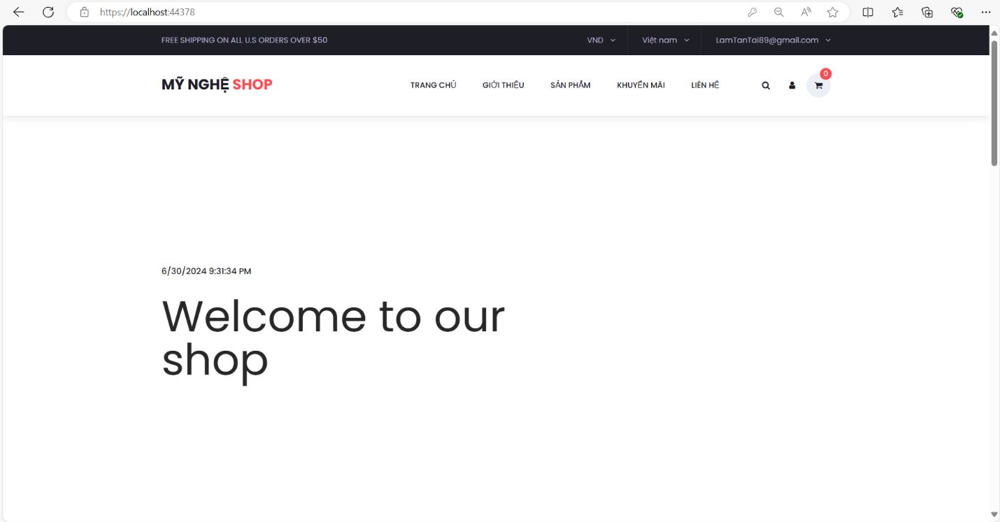 https://localhost:44378
FREE SHIPPING ON ALL U.S ORDERS OVER $50
VND
Việt nam
LamTanTai89@gmail.com
MỸ NGHỆ SHOP
TRANG CHỦ
GIỚI THIỆU
SẢN PHẨM
KHUYẾN MÃI
LIÊN HỆ
0
6/30/2024 9:31:34 PM
Welcome to our
shop